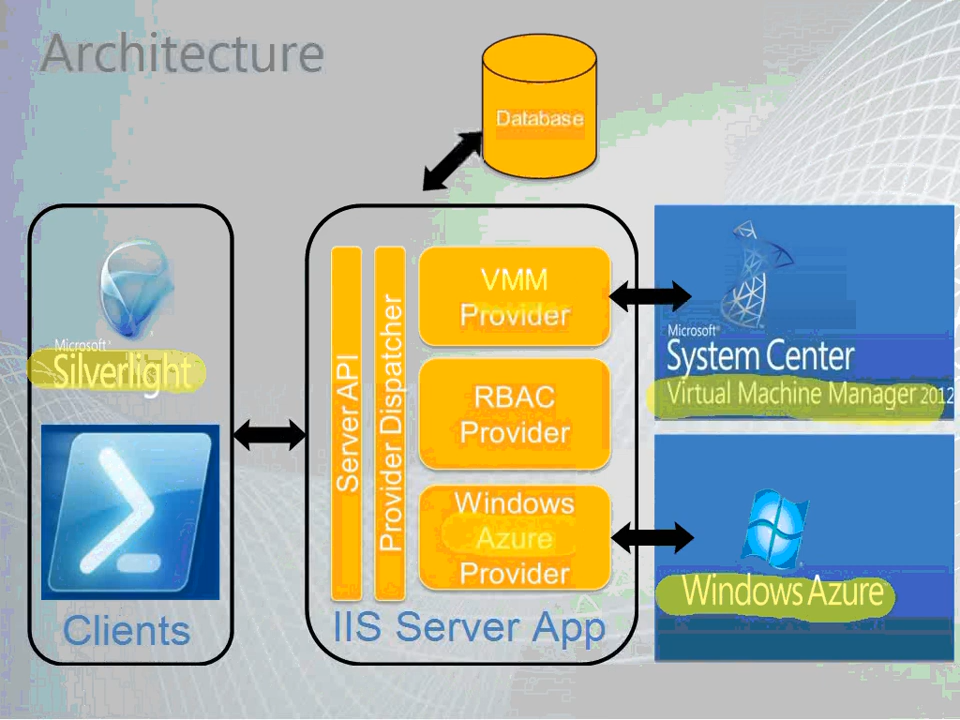 Architecture
Database
Microsoft®
Silverlight
Clients
Server API
Provider Dispatcher
VMM
Provider
RBAC
Provider
Windows
Azure
Provider
IIS Server App
Microsoft®
System Center
Virtual Machine Manager 2012
Windows Azure